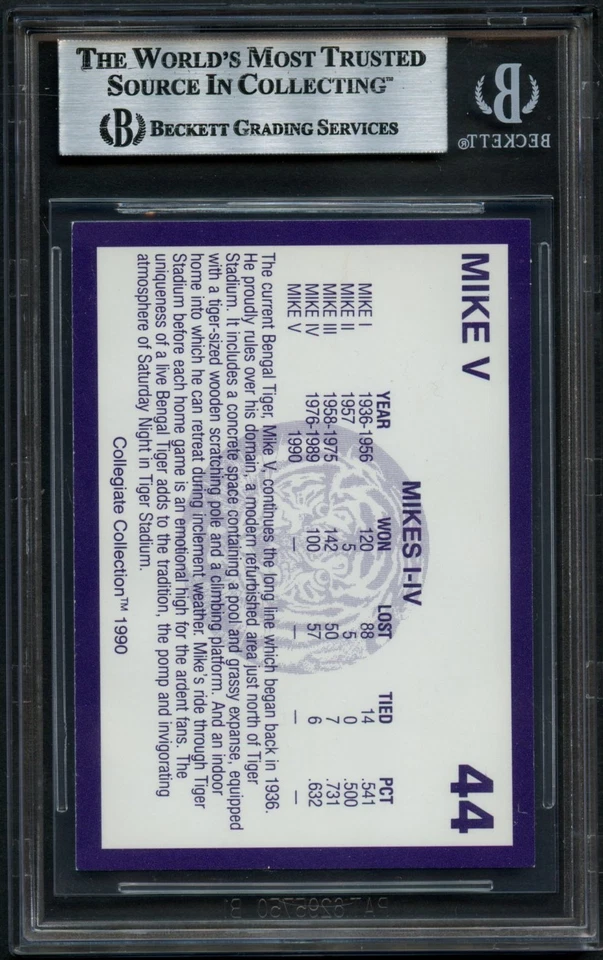 THE WORLD'S MOST TRUSTED
SOURCE IN COLLECTING™
BECKETT GRADING SERVICES
BECKETT®
MIKE V
44
MIKES I-IV
YEAR WON LOST TIED PCT
MIKE I 1936-1956 120 88 14 .541
MIKE II 1957 5 5 0 .500
MIKE III 1958-1975 142 50 7 .731
MIKE IV 1976-1989 100 57 6 .632
MIKE V 1990 — — — —
The current Bengal Tiger, Mike V, continues the long line which began back in 1936.
He proudly rules over his domain, a modern refurbished area just north of Tiger
Stadium. It includes a concrete space containing a pool and grassy expanse, equipped
with a tiger-sized wooden scratching pole and a climbing platform. And an indoor
home into which he can retreat during inclement weather. Mike's ride through Tiger
Stadium before each home game is an emotional high for the ardent fans. The
uniqueness of a live Bengal Tiger adds to the tradition, the pomp and invigorating
atmosphere of Saturday Night in Tiger Stadium.
Collegiate Collection™ 1990